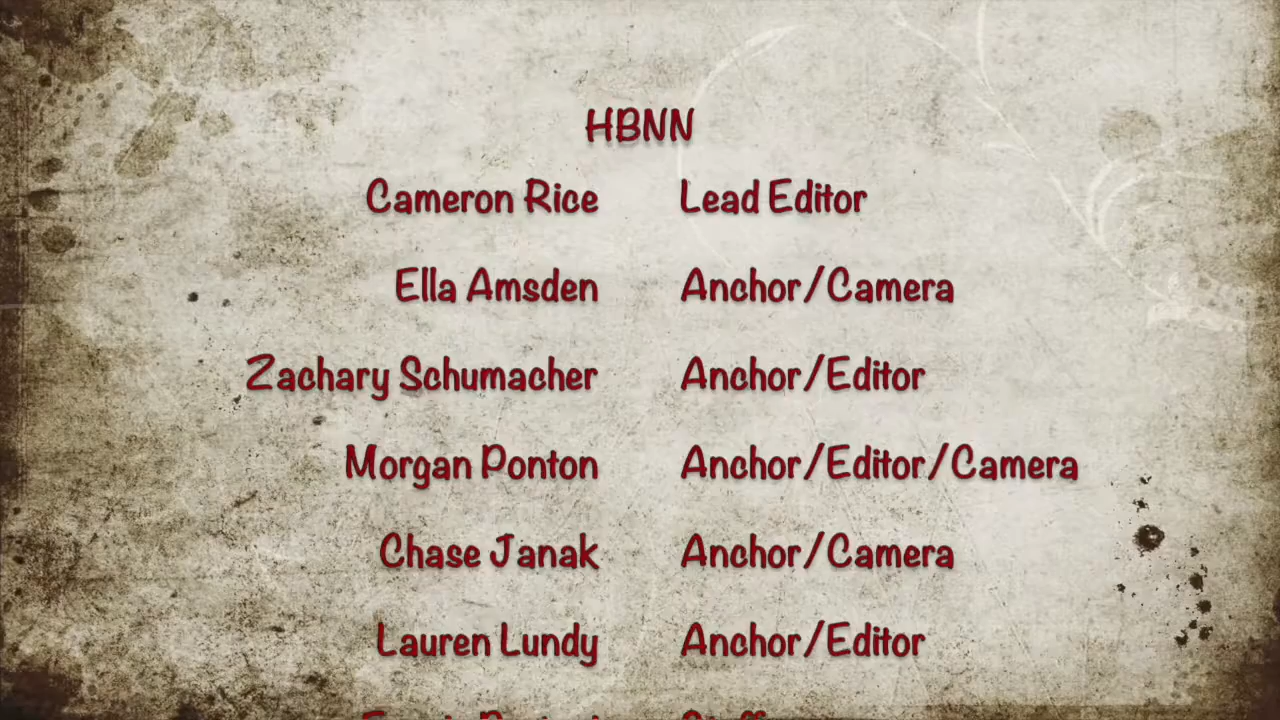 HBNN
Cameron Rice Lead Editor
Ella Amsden Anchor/Camera
Zachary Schumacher Anchor/Editor
Morgan Ponton Anchor/Editor/Camera
Chase Janak Anchor/Camera
Lauren Lundy Anchor/Editor